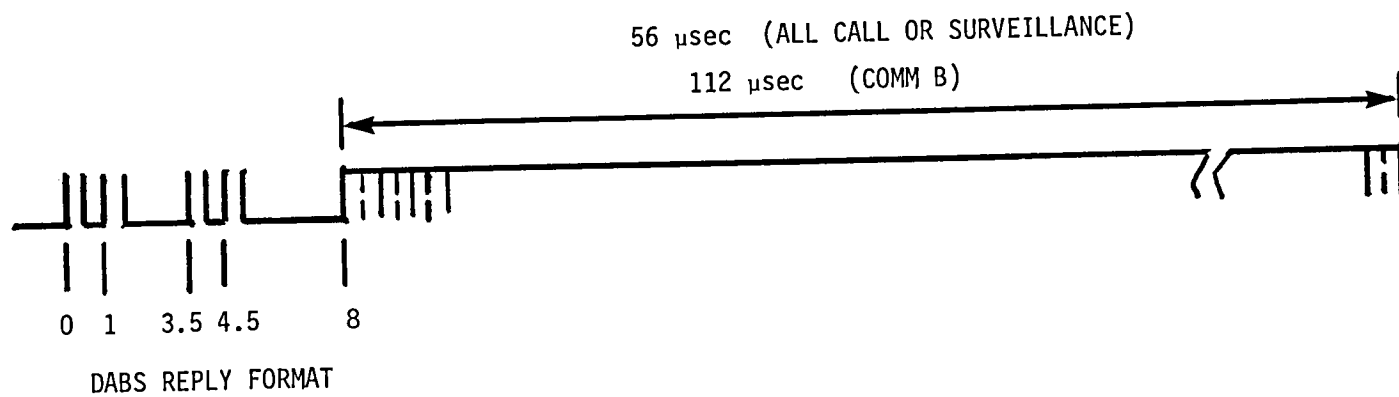 56 μsec (ALL CALL OR SURVEILLANCE)
112 μsec (COMM B)
0 1 3.5 4.5 8
DABS REPLY FORMAT